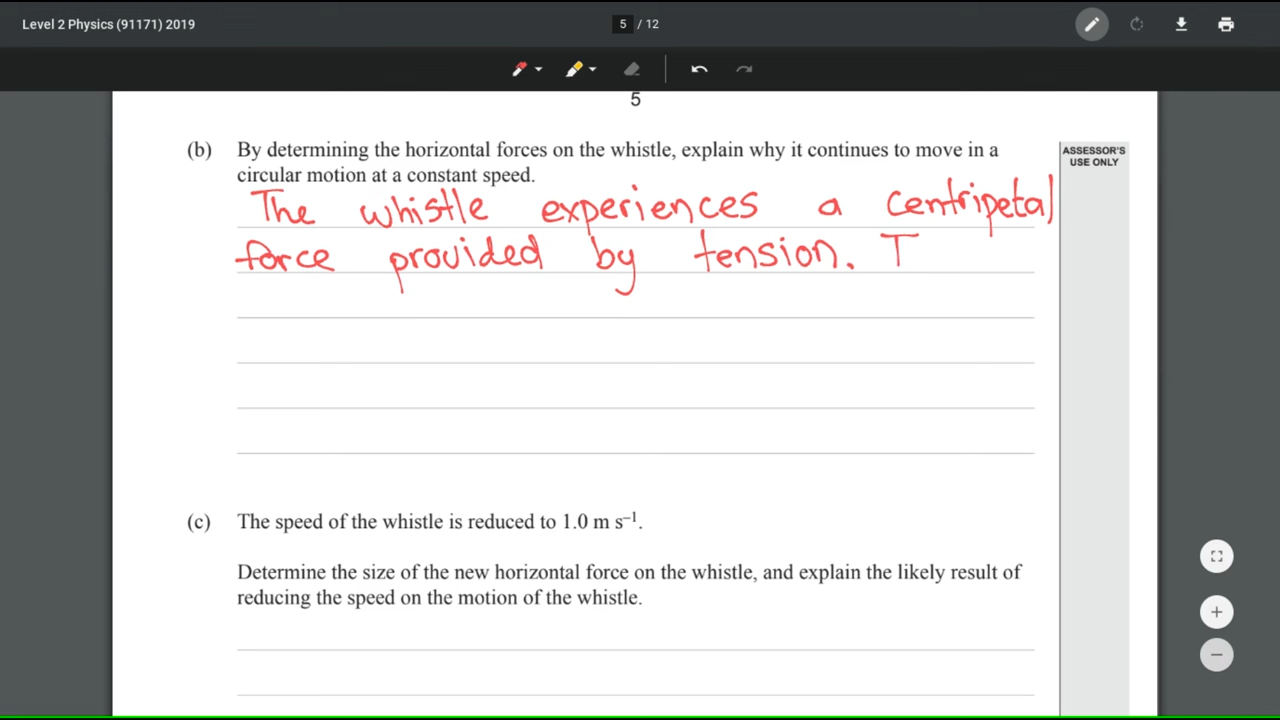 Level 2 Physics (91171) 2019
5 / 12
5
(b) By determining the horizontal forces on the whistle, explain why it continues to move in a
circular motion at a constant speed.
ASSESSOR'S
USE ONLY
The whistle experiences a centripetal
force provided by tension. T
(c) The speed of the whistle is reduced to 1.0 m s⁻¹.
Determine the size of the new horizontal force on the whistle, and explain the likely result of
reducing the speed on the motion of the whistle.